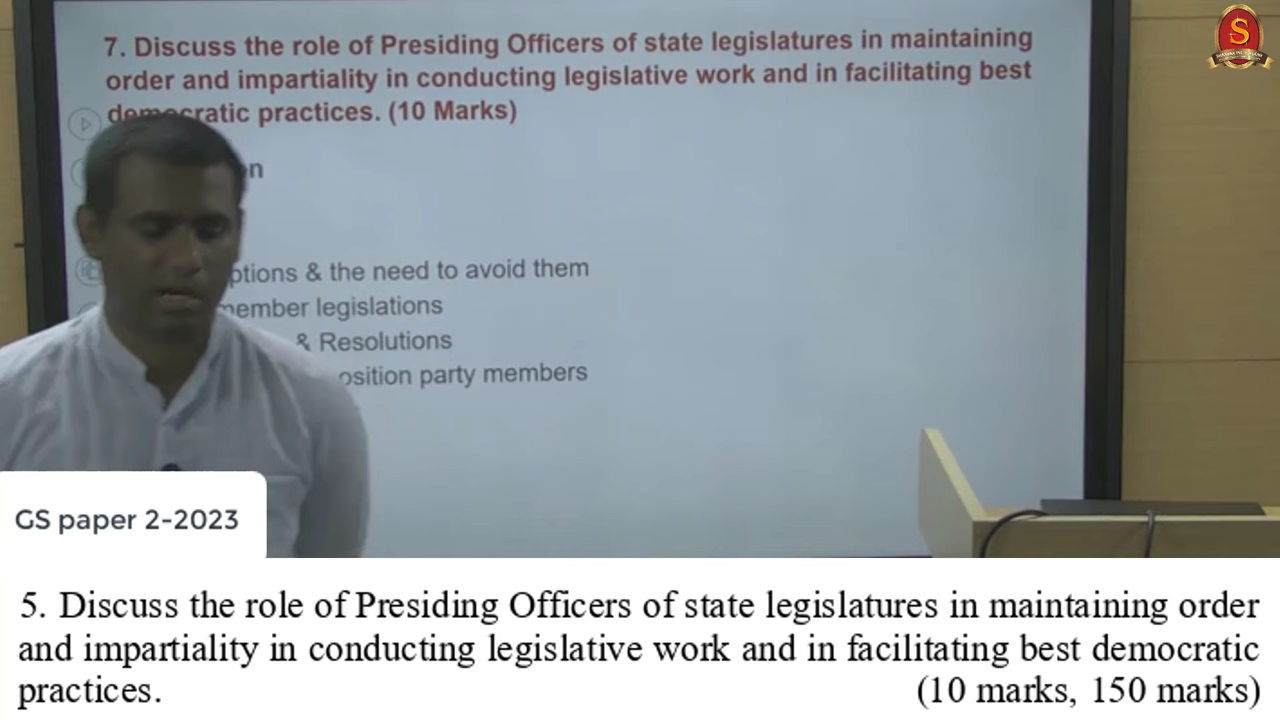 7. Discuss the role of Presiding Officers of state legislatures in maintaining
order and impartiality in conducting legislative work and in facilitating best
democratic practices. (10 Marks)
& the need to avoid them
legislations
& Resolutions
party members
GS paper 2-2023
5. Discuss the role of Presiding Officers of state legislatures in maintaining order
and impartiality in conducting legislative work and in facilitating best democratic
practices. (10 marks, 150 marks)
S